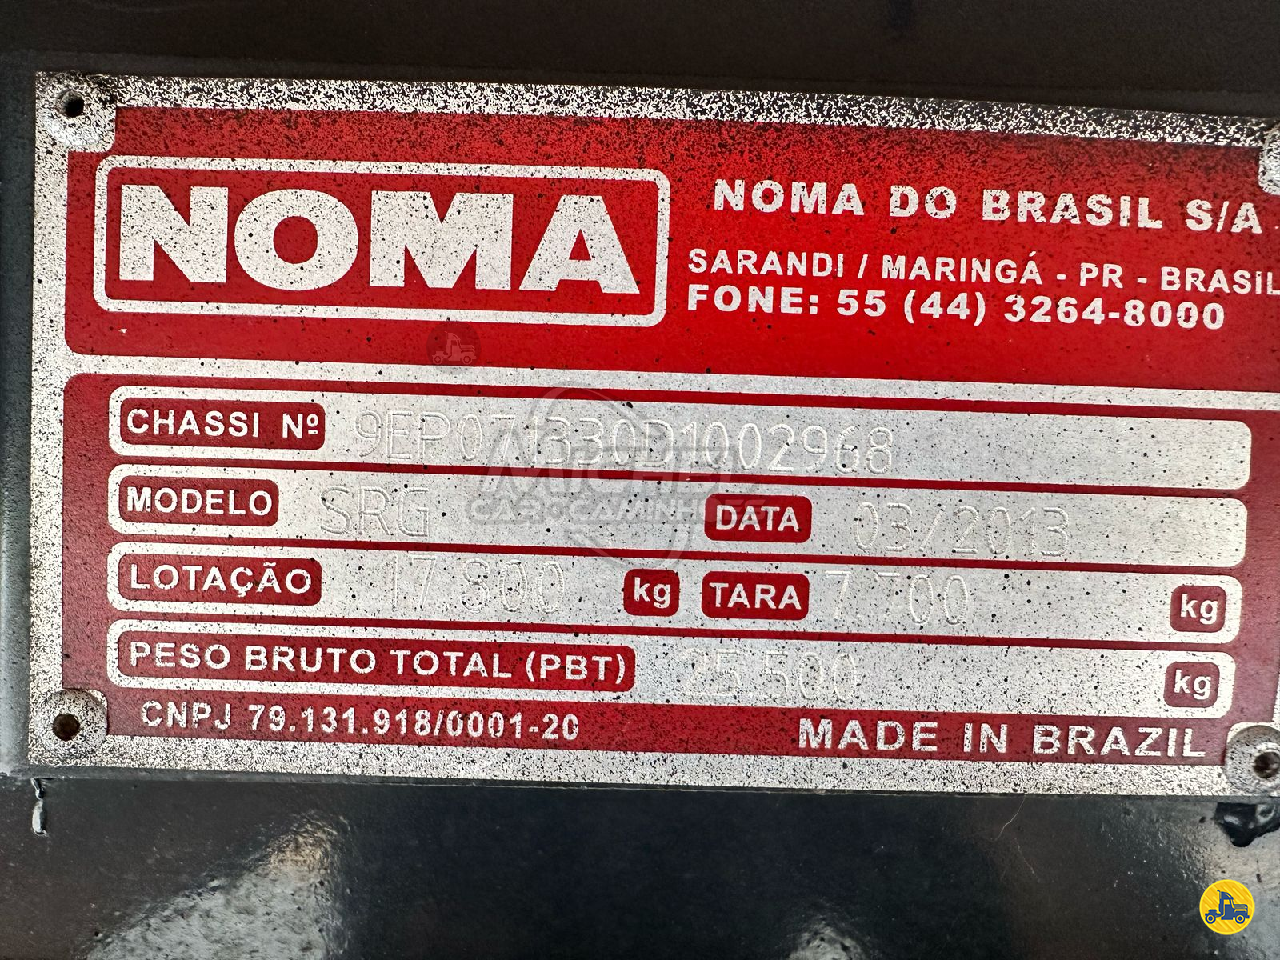 NOMA
NOMA DO BRASIL S/A
SARANDI / MARINGÁ - PR - BRASIL
FONE: 55 (44) 3264-8000
CHASSI Nº 9EP071330D1002968
MODELO SRG DATA 03/2013
LOTAÇÃO 17.800 kg TARA 7.700 kg
PESO BRUTO TOTAL (PBT) 25.500 kg
CNPJ 79.131.918/0001-20
MADE IN BRAZIL